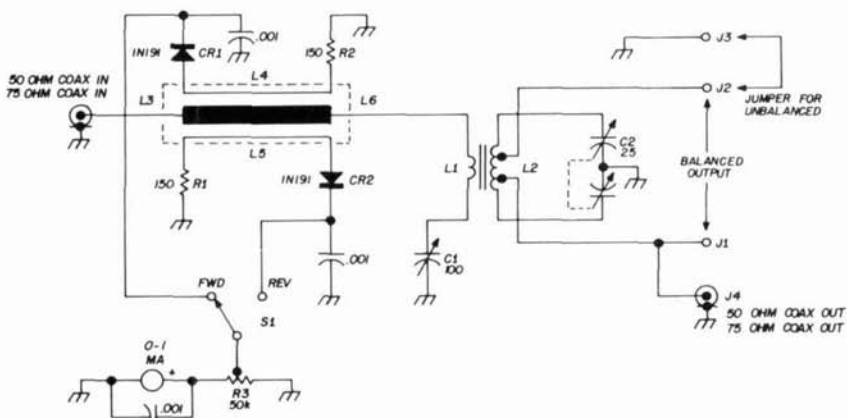 1N191
CR1
.001
150
R2
J3
50 OHM COAX IN
75 OHM COAX IN
L3
L4
L6
J2
JUMPER FOR
UNBALANCED
L5
C2
25
150
R1
1N191
CR2
L1
L2
BALANCED
OUTPUT
.001
C1
100
J1
FWD
REV
S1
J4
50 OHM COAX OUT
75 OHM COAX OUT
0-1
MA
+
R3
50k
.001